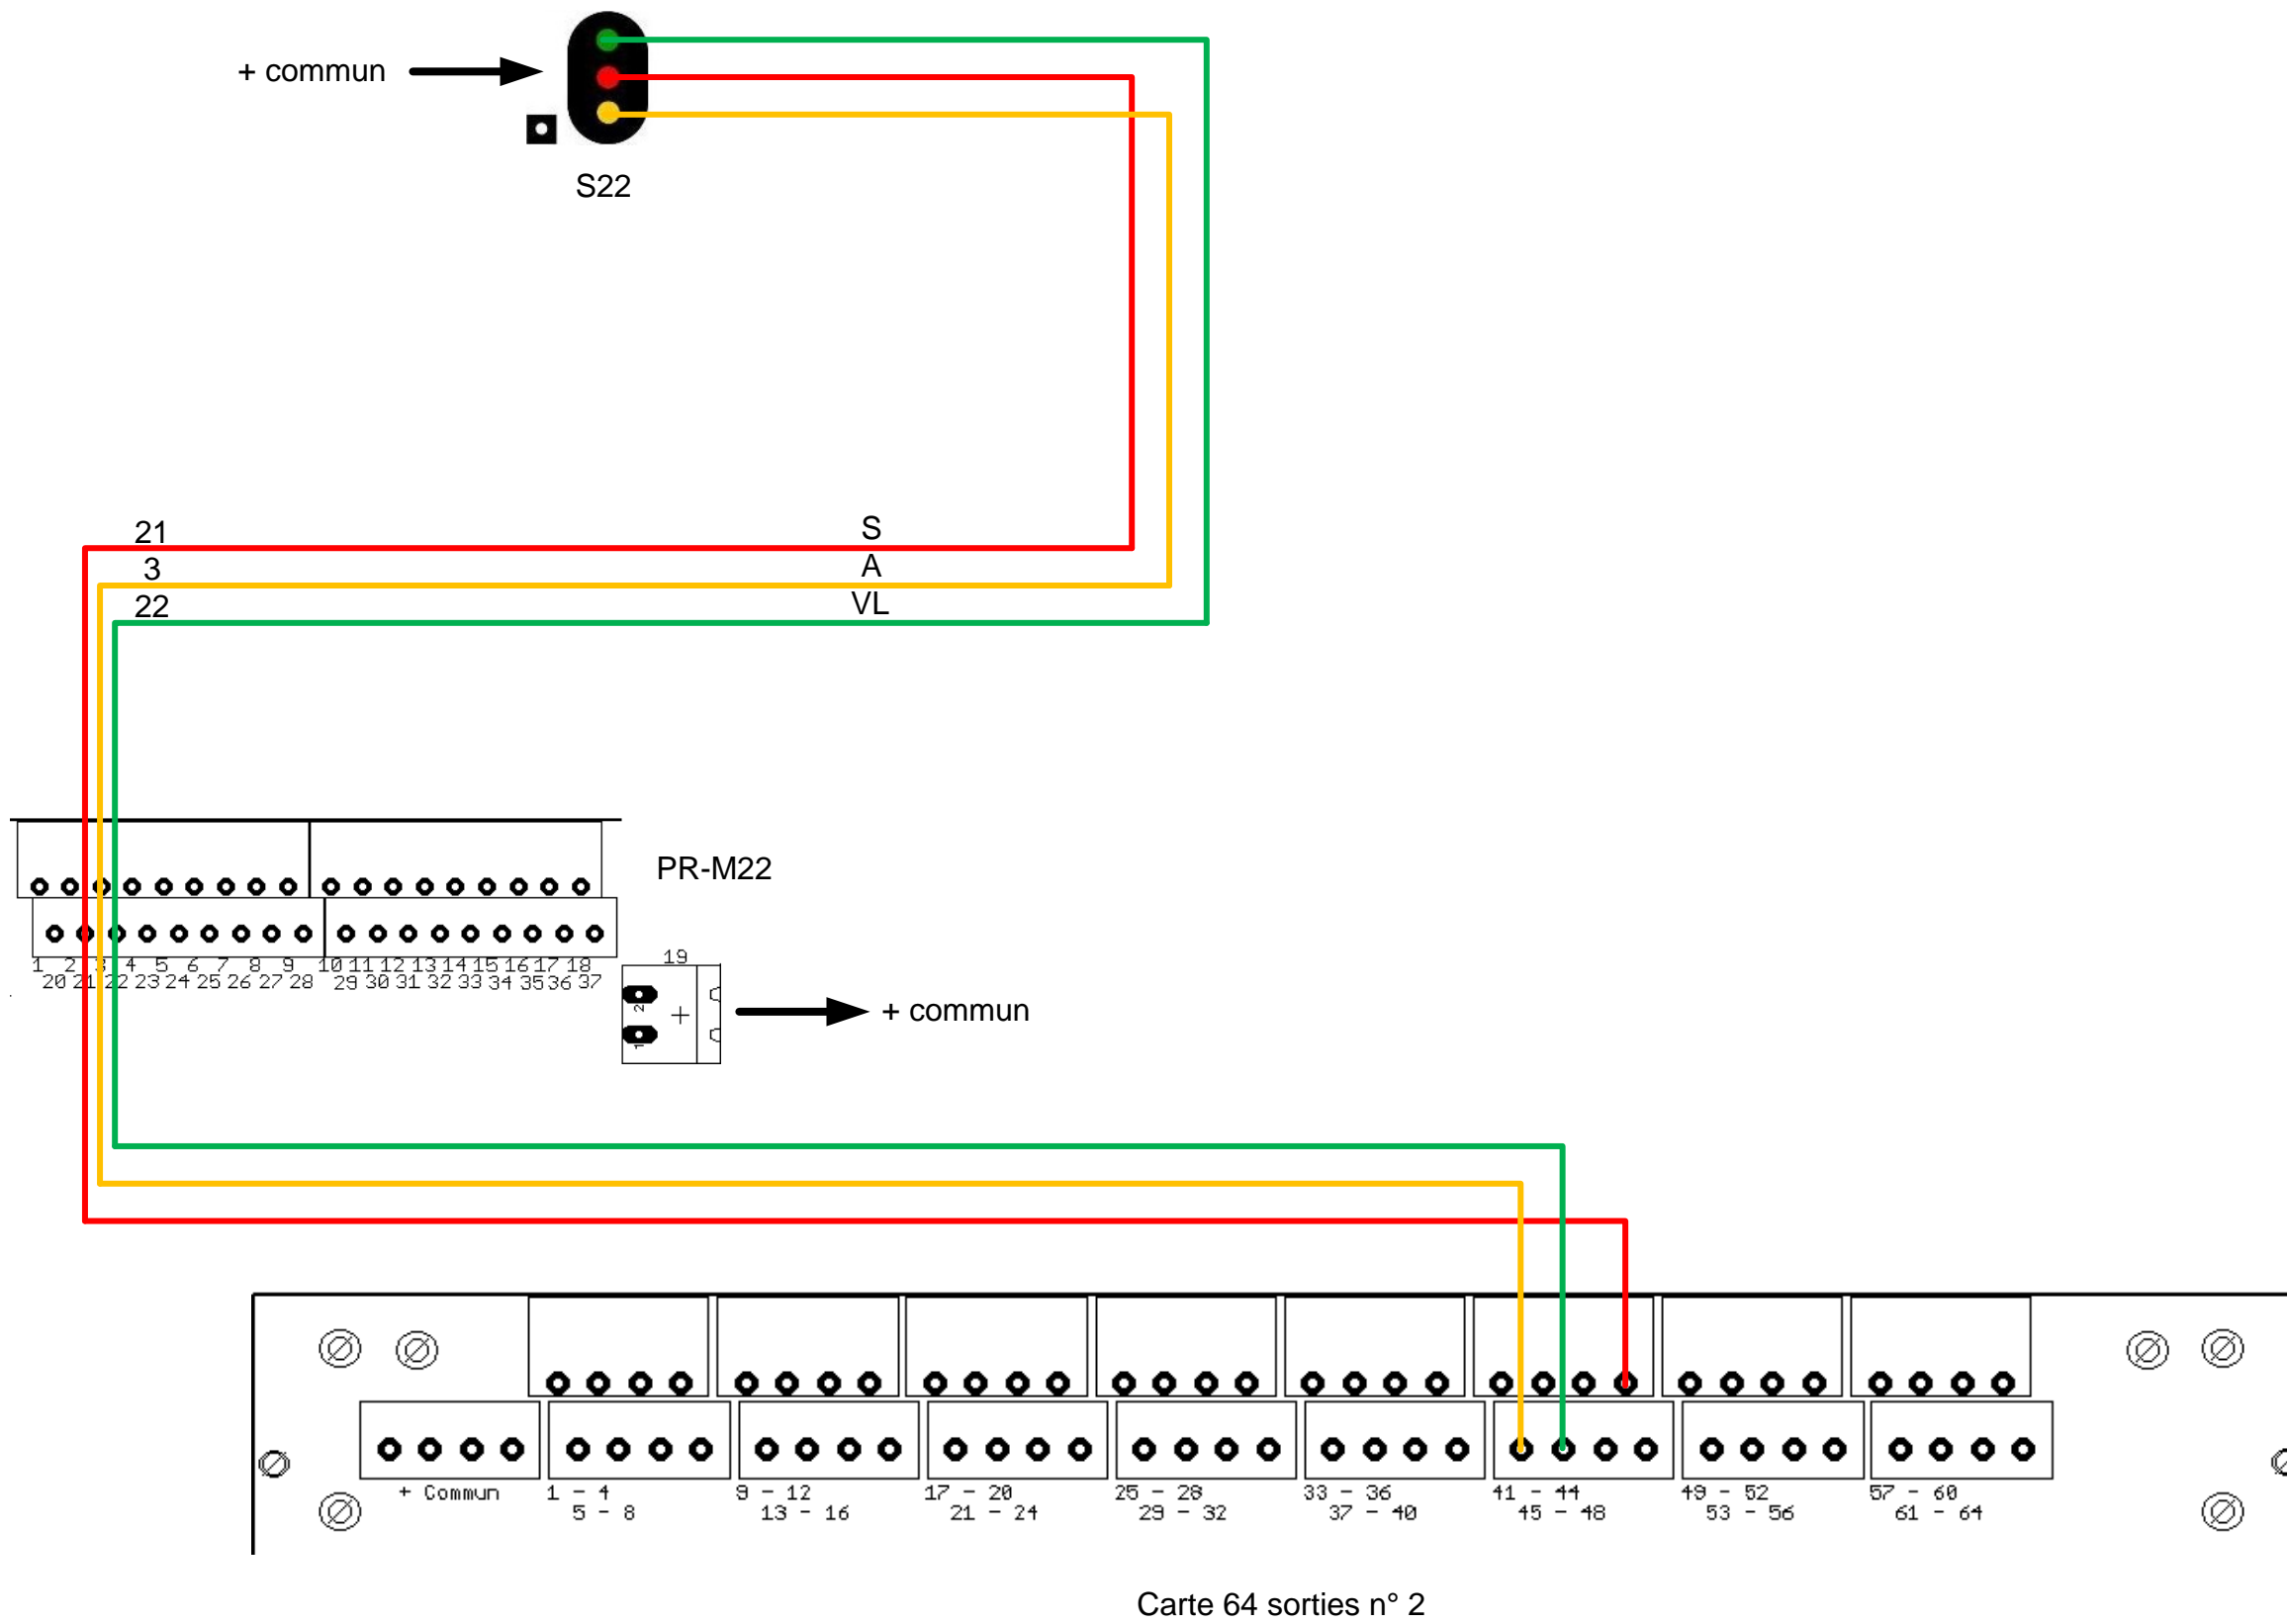 + commun
S22
21 S
3 A
22 VL
PR-M22
1 2 3 4 5 6 7 8 9 10 11 12 13 14 15 16 17 18
20 21 22 23 24 25 26 27 28 29 30 31 32 33 34 35 36 37
19
2
+
1
+ commun
+ Commun 1 - 4 9 - 12 17 - 20 25 - 28 33 - 36 41 - 44 49 - 52 57 - 60
5 - 8 13 - 16 21 - 24 29 - 32 37 - 40 45 - 48 53 - 56 61 - 64
Carte 64 sorties n° 2